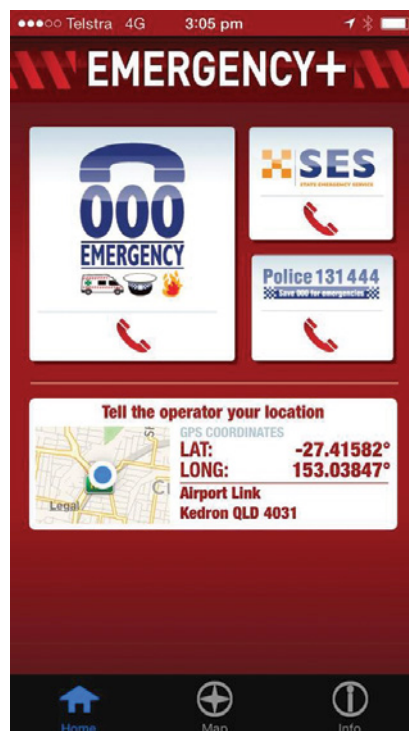 Telstra 4G 3:05 pm
EMERGENCY+
000
EMERGENCY
SES
STATE EMERGENCY SERVICE
Police 131 444
Save 000 for emergencies
Tell the operator your location
GPS COORDINATES
LAT: -27.41582°
LONG: 153.03847°
Airport Link
Kedron QLD 4031
Legal
Home Map Info